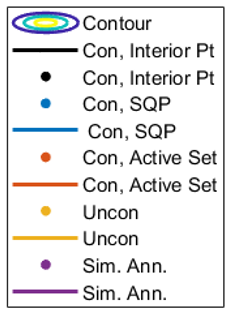 Contour
Con, Interior Pt
Con, Interior Pt
Con, SQP
Con, SQP
Con, Active Set
Con, Active Set
Uncon
Uncon
Sim. Ann.
Sim. Ann.